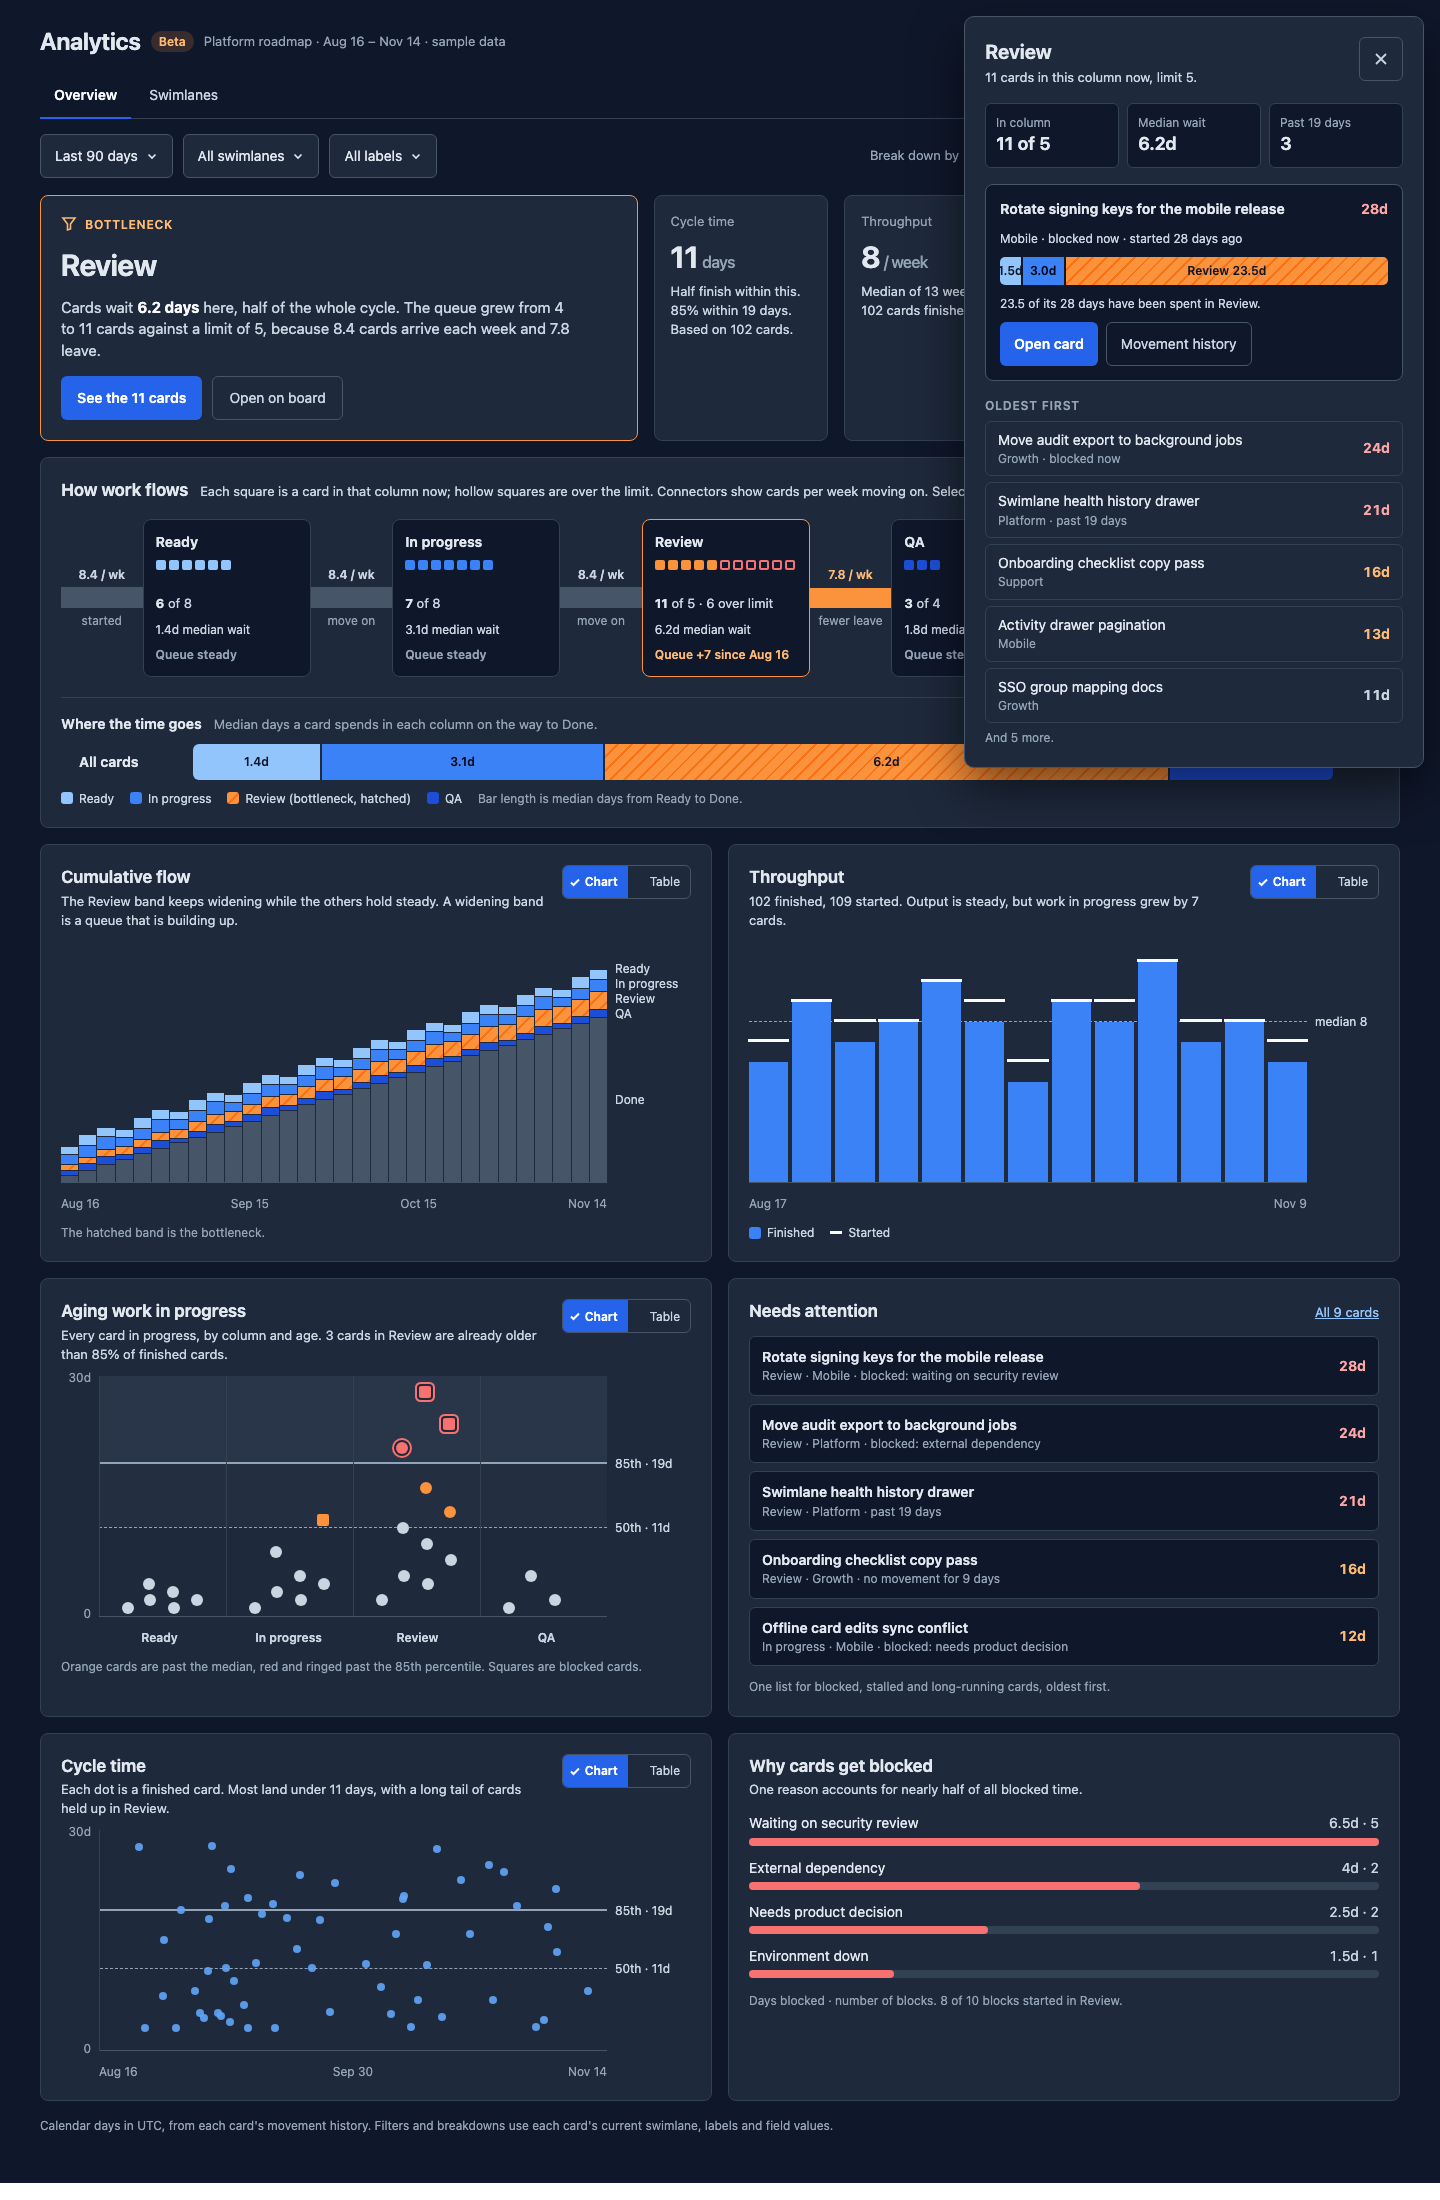 Analytics Beta Platform roadmap · Aug 16 – Nov 14 · sample data
Overview Swimlanes
Last 90 days All swimlanes All labels Break down by
BOTTLENECK
Review
Cards wait 6.2 days here, half of the whole cycle. The queue grew from 4
to 11 cards against a limit of 5, because 8.4 cards arrive each week and 7.8
leave.
See the 11 cards Open on board
Cycle time
11 days
Half finish within this.
85% within 19 days.
Based on 102 cards.
Throughput
8 / week
Median of 13
102 cards
Review
11 cards in this column now, limit 5.
In column
11 of 5
Median wait
6.2d
Past 19 days
3
Rotate signing keys for the mobile release 28d
Mobile · blocked now · started 28 days ago
1.5d 3.0d Review 23.5d
23.5 of its 28 days have been spent in Review.
Open card Movement history
OLDEST FIRST
Move audit export to background jobs 24d
Growth · blocked now
Swimlane health history drawer 21d
Platform · past 19 days
Onboarding checklist copy pass 16d
Support
Activity drawer pagination 13d
Mobile
SSO group mapping docs 11d
Growth
And 5 more.
How work flows Each square is a card in that column now; hollow squares are over the limit. Connectors show cards per week moving on.
8.4 / wk
started
Ready
6 of 8
1.4d median wait
Queue steady
8.4 / wk
move on
In progress
7 of 8
3.1d median wait
Queue steady
8.4 / wk
move on
Review
11 of 5 · 6 over limit
6.2d median wait
Queue +7 since Aug 16
7.8 / wk
fewer leave
QA
3 of 4
1.8d
Queue
Where the time goes Median days a card spends in each column on the way to Done.
All cards 1.4d 3.1d 6.2d
Ready In progress Review (bottleneck, hatched) QA Bar length is median days from Ready to Done.
Cumulative flow Chart Table
The Review band keeps widening while the others hold steady. A widening band
is a queue that is building up.
Ready
In progress
Review
QA
Done
Aug 16 Sep 15 Oct 15 Nov 14
The hatched band is the bottleneck.
Throughput Chart Table
102 finished, 109 started. Output is steady, but work in progress grew by 7
cards.
median 8
Aug 17 Nov 9
Finished Started
Aging work in progress Chart Table
Every card in progress, by column and age. 3 cards in Review are already older
than 85% of finished cards.
30d
85th · 19d
50th · 11d
0
Ready In progress Review QA
Orange cards are past the median, red and ringed past the 85th percentile. Squares are blocked cards.
Needs attention All 9 cards
Rotate signing keys for the mobile release 28d
Review · Mobile · blocked: waiting on security review
Move audit export to background jobs 24d
Review · Platform · blocked: external dependency
Swimlane health history drawer 21d
Review · Platform · past 19 days
Onboarding checklist copy pass 16d
Review · Growth · no movement for 9 days
Offline card edits sync conflict 12d
In progress · Mobile · blocked: needs product decision
One list for blocked, stalled and long-running cards, oldest first.
Cycle time Chart Table
Each dot is a finished card. Most land under 11 days, with a long tail of cards
held up in Review.
30d
85th · 19d
50th · 11d
0
Aug 16 Sep 30 Nov 14
Why cards get blocked
One reason accounts for nearly half of all blocked time.
Waiting on security review 6.5d · 5
External dependency 4d · 2
Needs product decision 2.5d · 2
Environment down 1.5d · 1
Days blocked · number of blocks. 8 of 10 blocks started in Review.
Calendar days in UTC, from each card's movement history. Filters and breakdowns use each card's current swimlane, labels and field values.